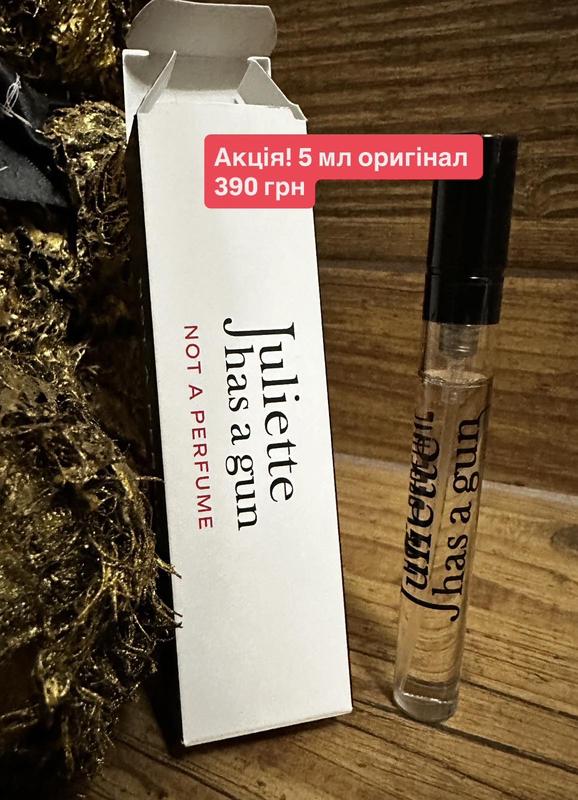 Акція! 5 мл оригінал
390 грн
Juliette
has a gun
NOT A PERFUME
Juliette
has a gun